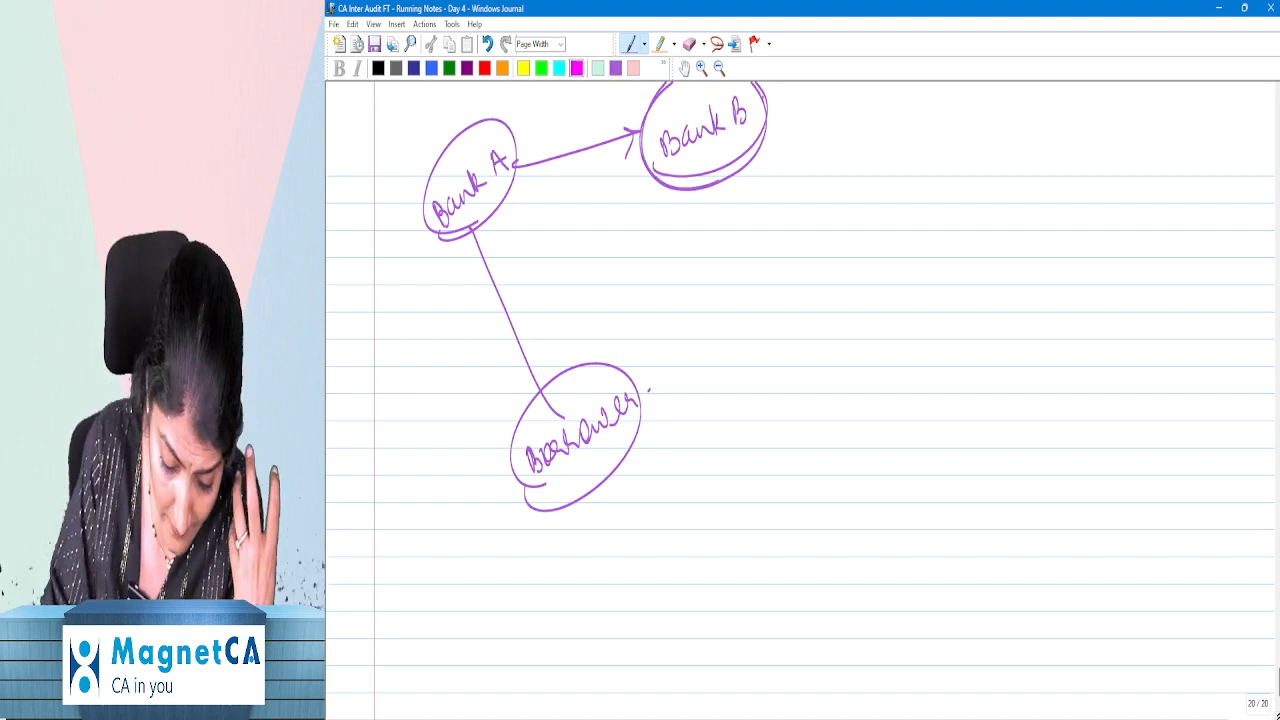 CA Inter Audit FT - Running Notes - Day 4 - Windows Journal
File Edit View Insert Actions Tools Help
Page Width
B I
Bank B
Bank A
Borrower
MagnetCA
CA in you
20 / 20